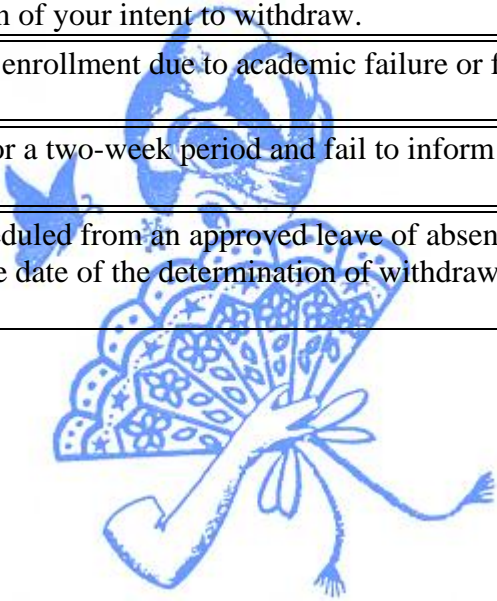 n of your intent to withdraw.
enrollment due to academic failure or f
or a two-week period and fail to inform
eduled from an approved leave of absen
e date of the determination of withdraw